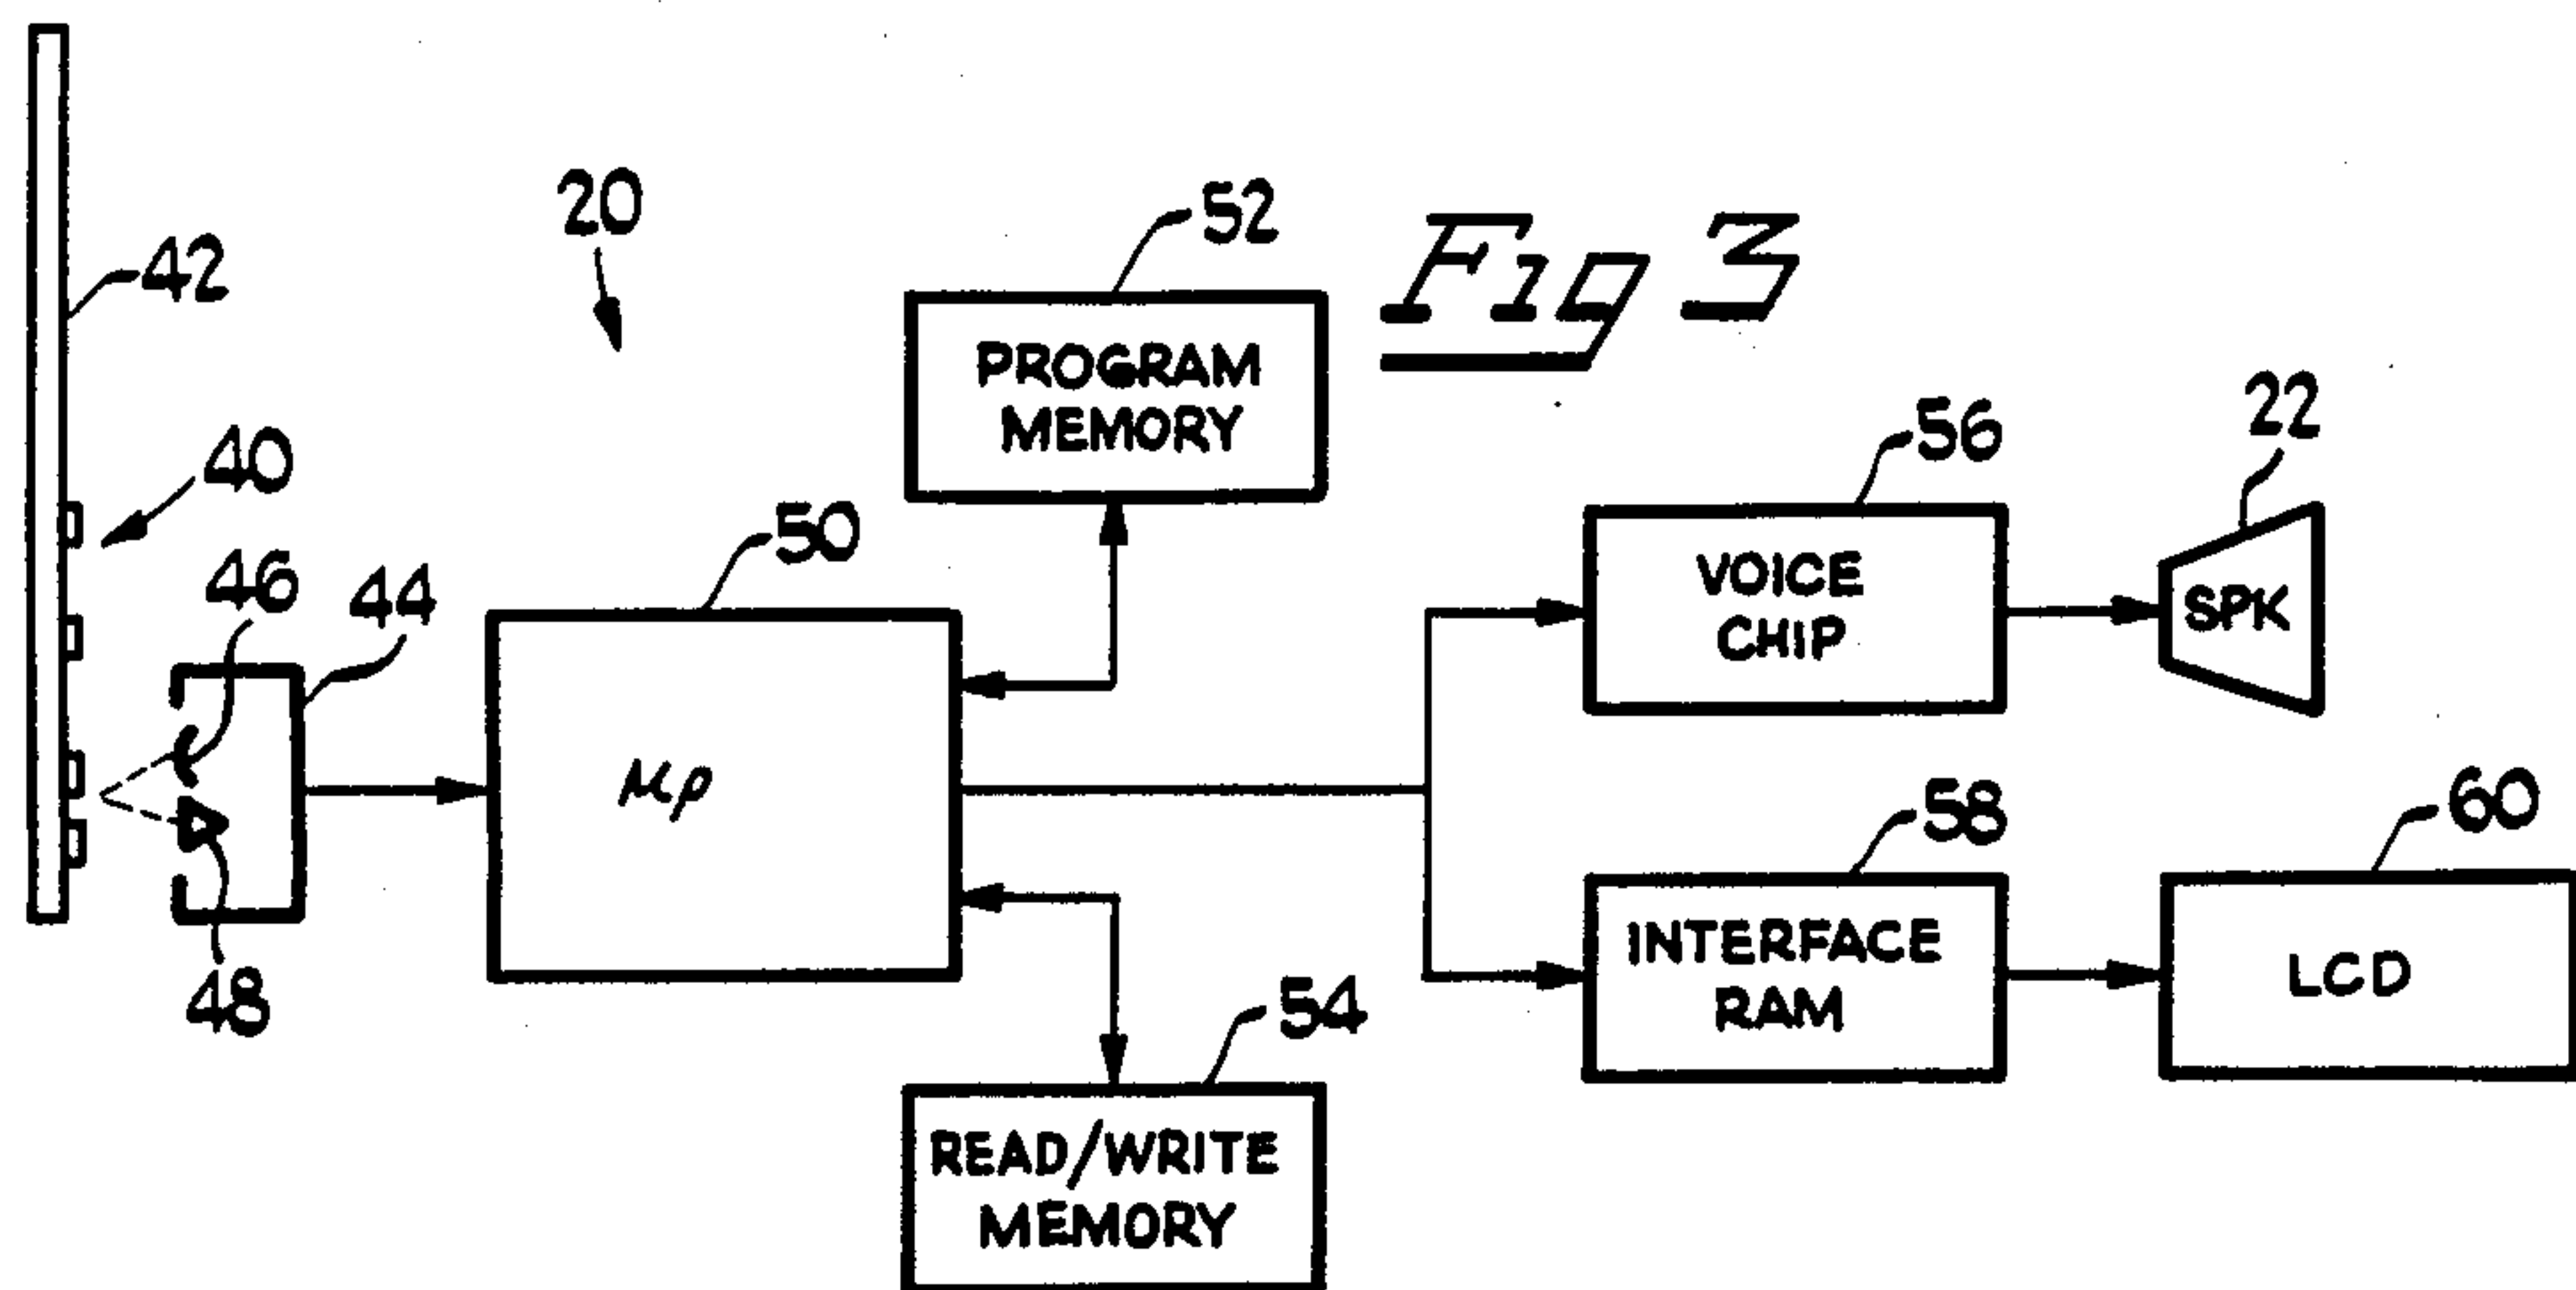 Fig 3
20
42
40
46
44
48
50
μp
52
PROGRAM
MEMORY
54
READ/WRITE
MEMORY
56
VOICE
CHIP
22
SPK
58
INTERFACE
RAM
60
LCD